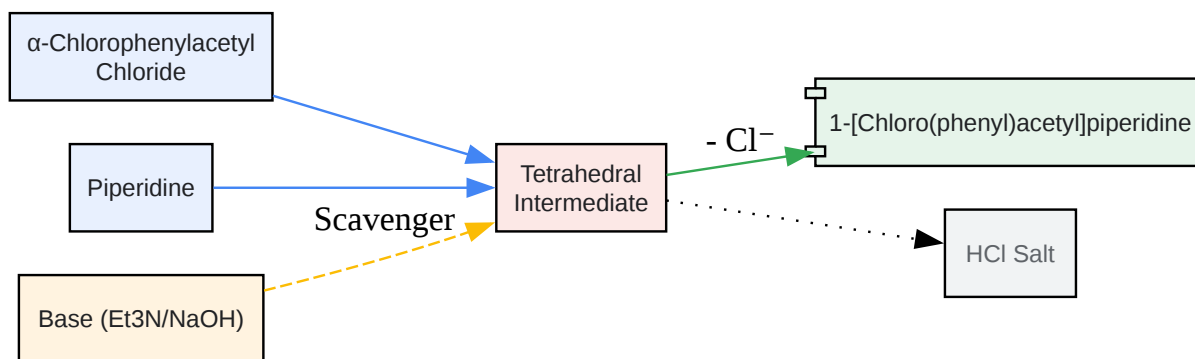 α-Chlorophenylacetyl
Chloride
Piperidine
Base (Et3N/NaOH)
Scavenger
Tetrahedral
Intermediate
- Cl⁻
1-[Chloro(phenyl)acetyl]piperidine
HCl Salt